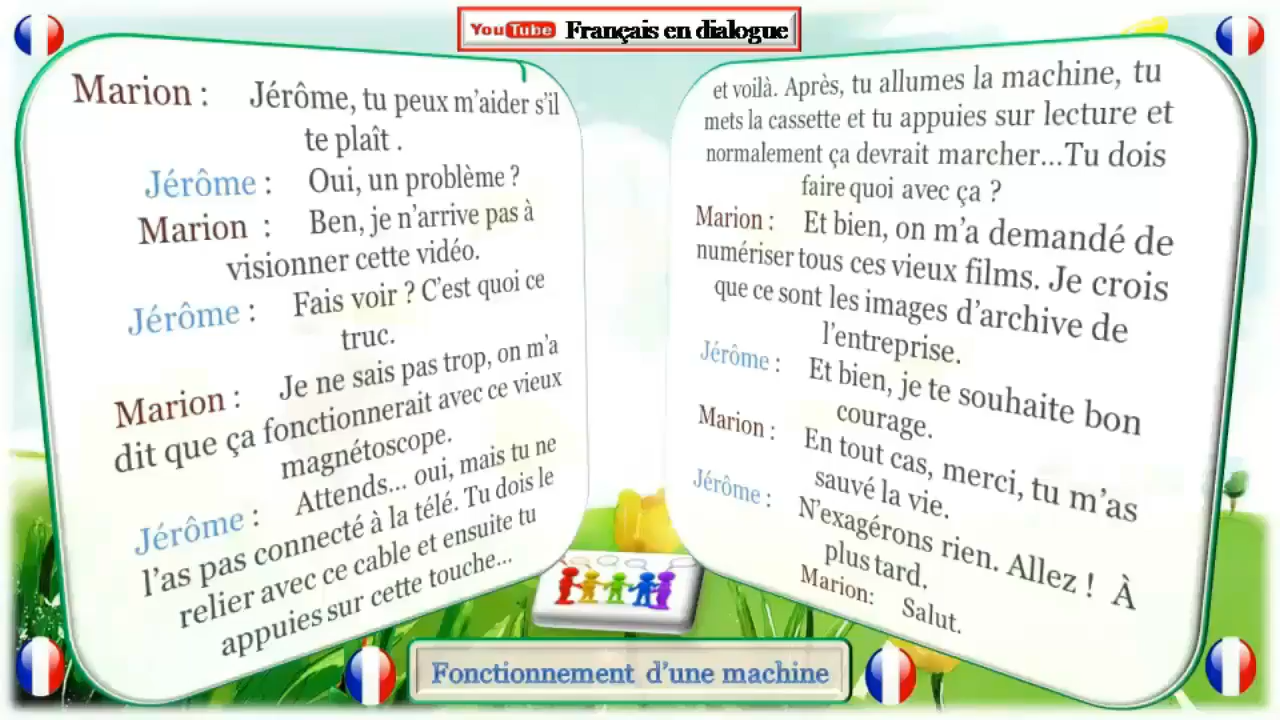 YouTube Français en dialogue
Marion : Jérôme, tu peux m'aider s'il
te plaît .
Jérôme : Oui, un problème ?
Marion : Ben, je n'arrive pas à
visionner cette vidéo.
Jérôme : Fais voir ? C'est quoi ce
truc.
Marion : Je ne sais pas trop, on m'a
dit que ça fonctionnerait avec ce vieux
magnétoscope.
Jérôme : Attends... oui, mais tu ne
l'as pas connecté à la télé. Tu dois le
relier avec ce cable et ensuite tu
appuies sur cette touche...
et voilà. Après, tu allumes la machine, tu
mets la cassette et tu appuies sur lecture et
normalement ça devrait marcher...Tu dois
faire quoi avec ça ?
Marion : Et bien, on m'a demandé de
numériser tous ces vieux films. Je crois
que ce sont les images d'archive de
l'entreprise.
Jérôme : Et bien, je te souhaite bon
courage.
Marion : En tout cas, merci, tu m'as
sauvé la vie.
Jérôme : N'exagérons rien. Allez ! À
plus tard.
Marion: Salut.
Fonctionnement d'une machine